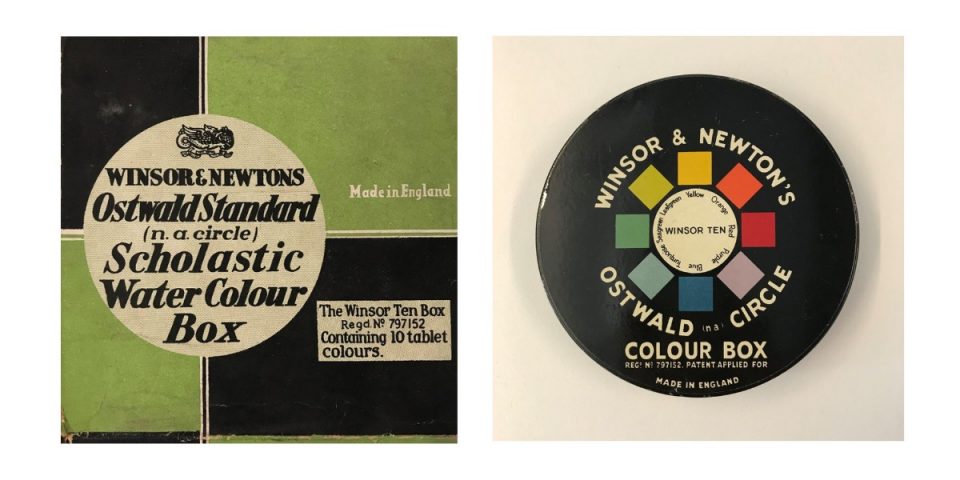 WINSOR & NEWTONS
Ostwald Standard
(n. a. circle)
Scholastic
Water Colour
Box
Made in England
The Winsor Ten Box
Regd. Nº 797152
Containing 10 tablet
colours.
WINSOR & NEWTON'S
Yellow
Orange
Red
Purple
Blue
Turquoise
Seagreen
Leafgreen
WINSOR TEN
OSTWALD (n a) CIRCLE
COLOUR BOX
REG? Nº 797152. PATENT APPLIED FOR
MADE IN ENGLAND